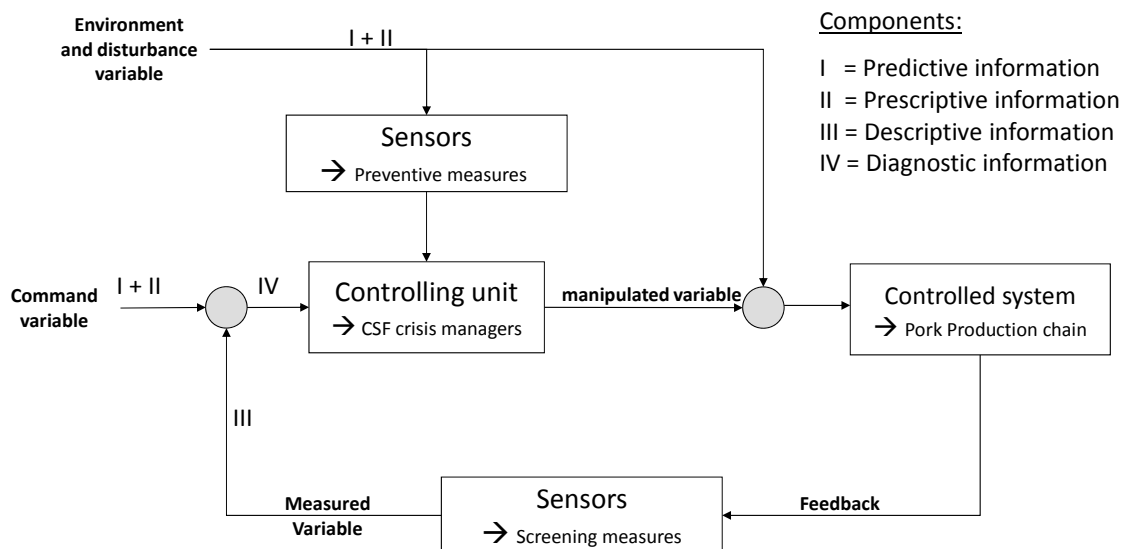 Environment
and disturbance
variable
I + II
Components:
I = Predictive information
II = Prescriptive information
III = Descriptive information
IV = Diagnostic information
Sensors
→ Preventive measures
Command
variable
I + II
IV
Controlling unit
→ CSF crisis managers
manipulated variable
Controlled system
→ Pork Production chain
III
Measured
Variable
Sensors
→ Screening measures
Feedback